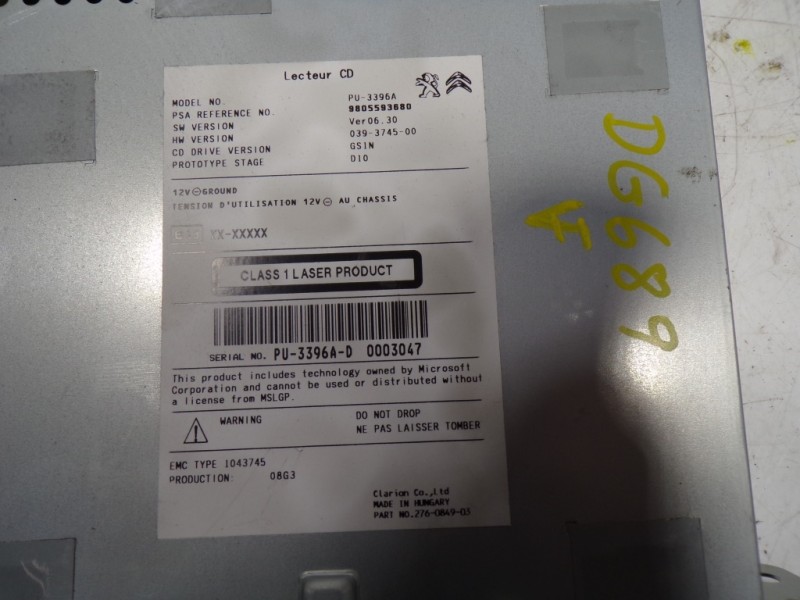 Lecteur CD
MODEL NO. PU-3396A
PSA REFERENCE NO. 9805593680
SW VERSION Ver06.30
HW VERSION 039-3745-00
CD DRIVE VERSION GS1N
PROTOTYPE STAGE D10
12V⊖GROUND
TENSION D'UTILISATION 12V⊖ AU CHASSIS
XX-XXXXX
CLASS 1 LASER PRODUCT
SERIAL NO. PU-3396A-D 0003047
This product includes technology owned by Microsoft
Corporation and cannot be used or distributed without
a license from MSLGP.
WARNING DO NOT DROP
NE PAS LAISSER TOMBER
EMC TYPE 1043745
PRODUCTION: 08G3
Clarion Co.,Ltd
MADE IN HUNGARY
PART NO.276-0849-03
DG689
A